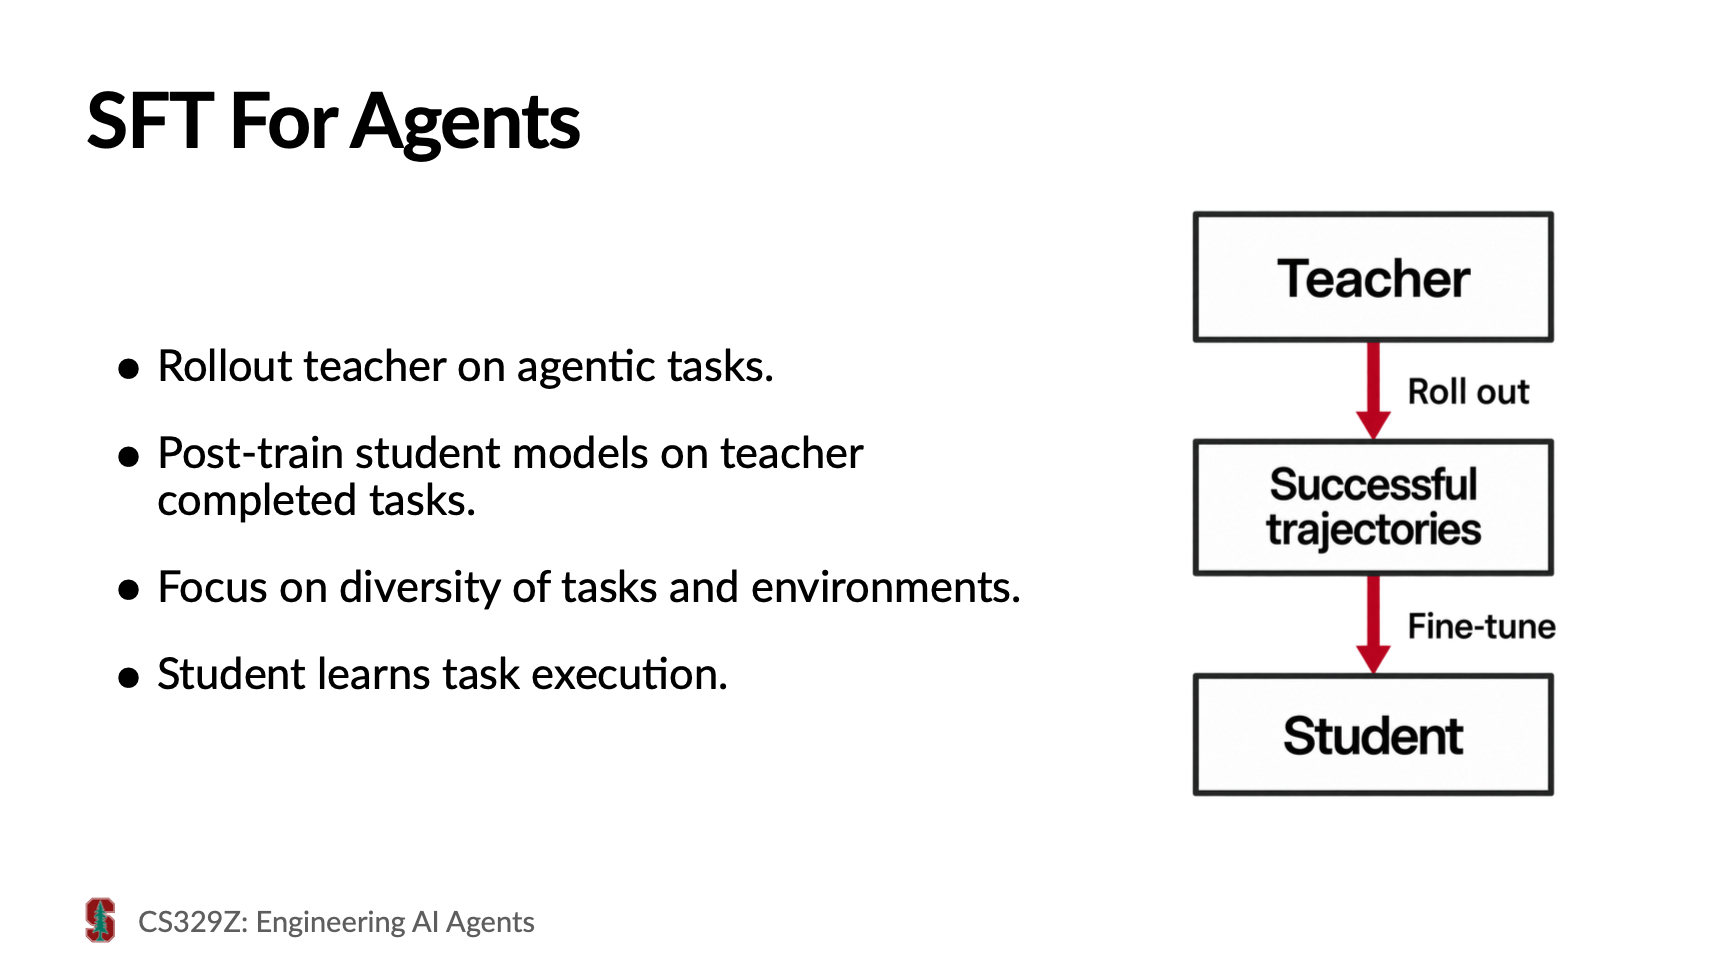 SFT For Agents
● Rollout teacher on agentic tasks.
● Post-train student models on teacher
completed tasks.
● Focus on diversity of tasks and environments.
● Student learns task execution.
Teacher
Roll out
Successful
trajectories
Fine-tune
Student
CS329Z: Engineering AI Agents